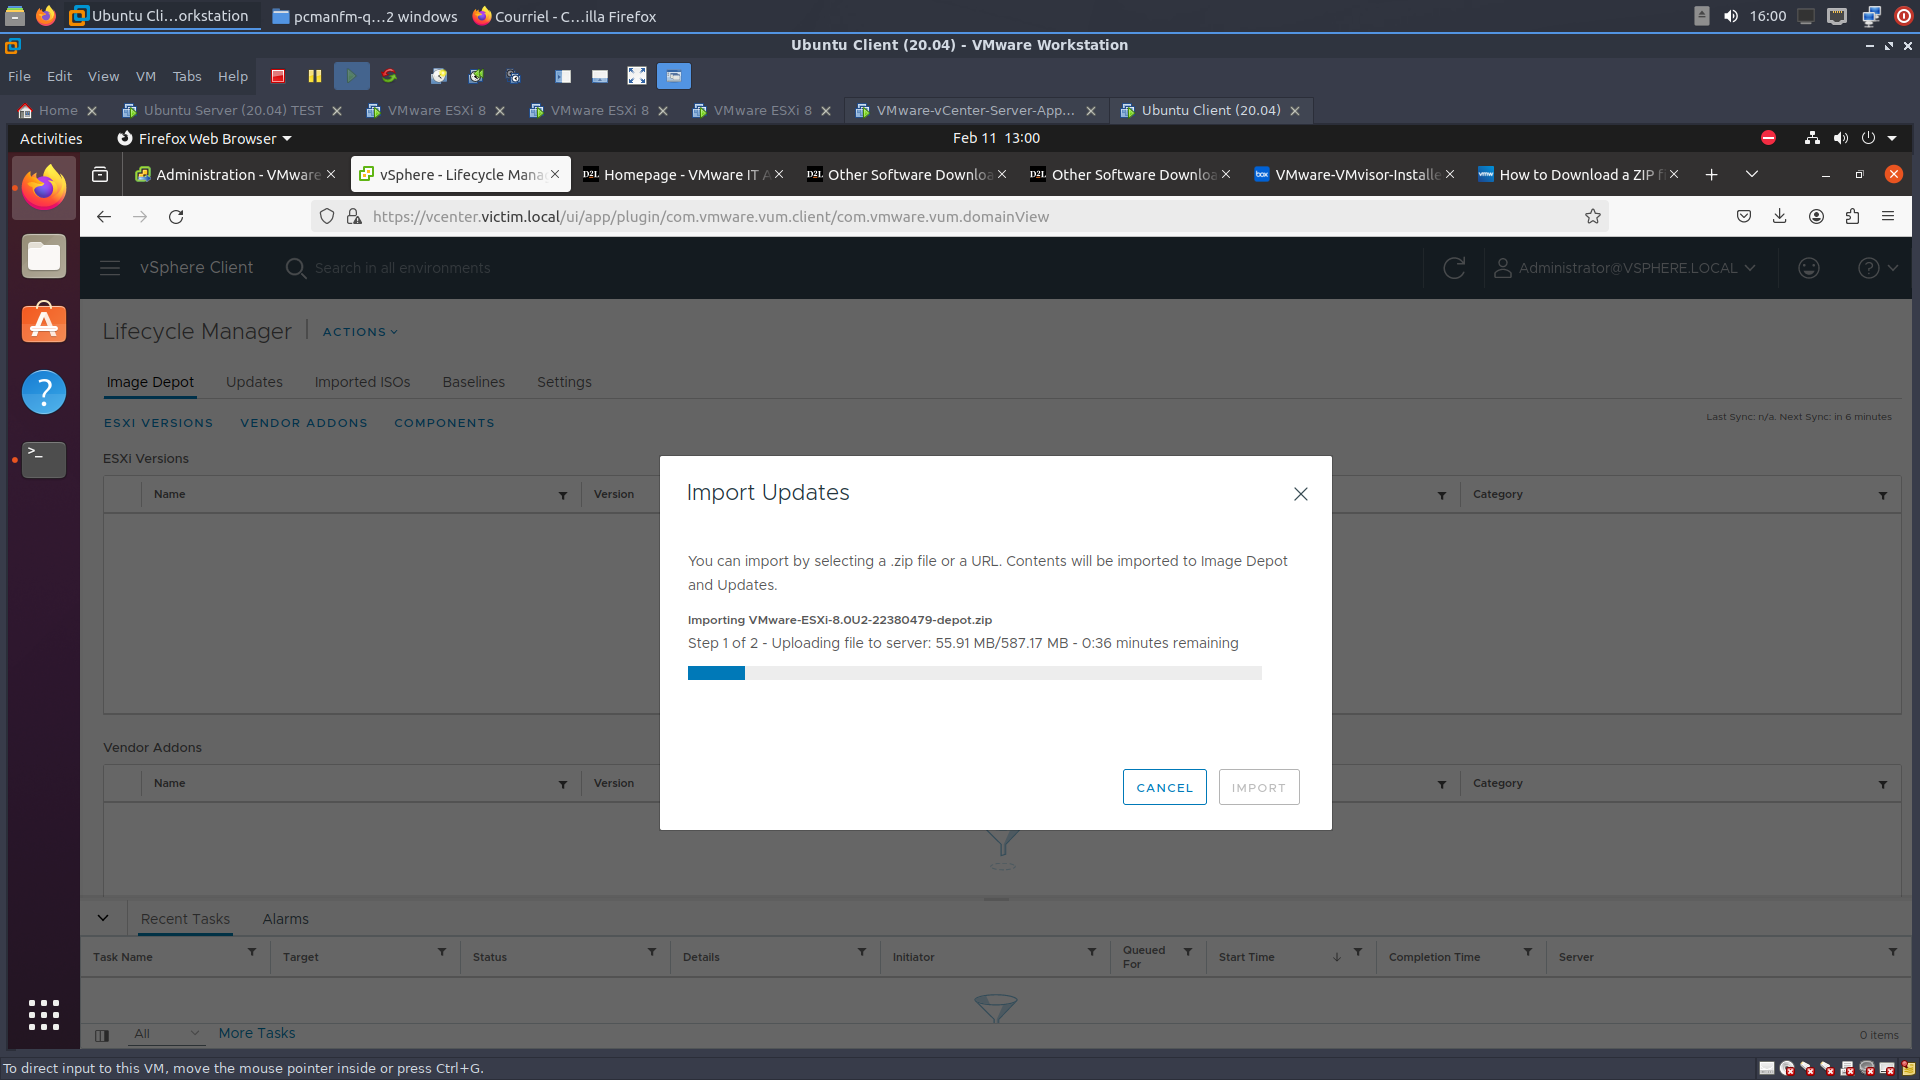 Ubuntu Cli...orkstation
pcmanfm-q...2 windows
Courriel - C...illa Firefox
16:00
Ubuntu Client (20.04) - VMware Workstation
File Edit View VM Tabs Help
Home
Ubuntu Server (20.04) TEST
VMware ESXi 8
VMware ESXi 8
VMware ESXi 8
VMware-vCenter-Server-App...
Ubuntu Client (20.04)
Activities
Firefox Web Browser
Feb 11 13:00
Administration - VMware
vSphere - Lifecycle Mana
D2L Homepage - VMware IT A
D2L Other Software Downloa
D2L Other Software Downloa
box VMware-VMvisor-Installe
vmw How to Download a ZIP f
https://vcenter.victim.local/ui/app/plugin/com.vmware.vum.client/com.vmware.vum.domainView
vSphere Client
Search in all environments
Administrator@VSPHERE.LOCAL
Lifecycle Manager
ACTIONS
Image Depot Updates Imported ISOs Baselines Settings
ESXI VERSIONS VENDOR ADDONS COMPONENTS
Last Sync: n/a. Next Sync: in 6 minutes
ESXi Versions
Name Version Category
Import Updates
You can import by selecting a .zip file or a URL. Contents will be imported to Image Depot
and Updates.
Importing VMware-ESXi-8.0U2-22380479-depot.zip
Step 1 of 2 - Uploading file to server: 55.91 MB/587.17 MB - 0:36 minutes remaining
CANCEL IMPORT
Vendor Addons
Name Version Category
Recent Tasks Alarms
Task Name Target Status Details Initiator Queued For Start Time Completion Time Server
All
More Tasks
0 items
To direct input to this VM, move the mouse pointer inside or press Ctrl+G.